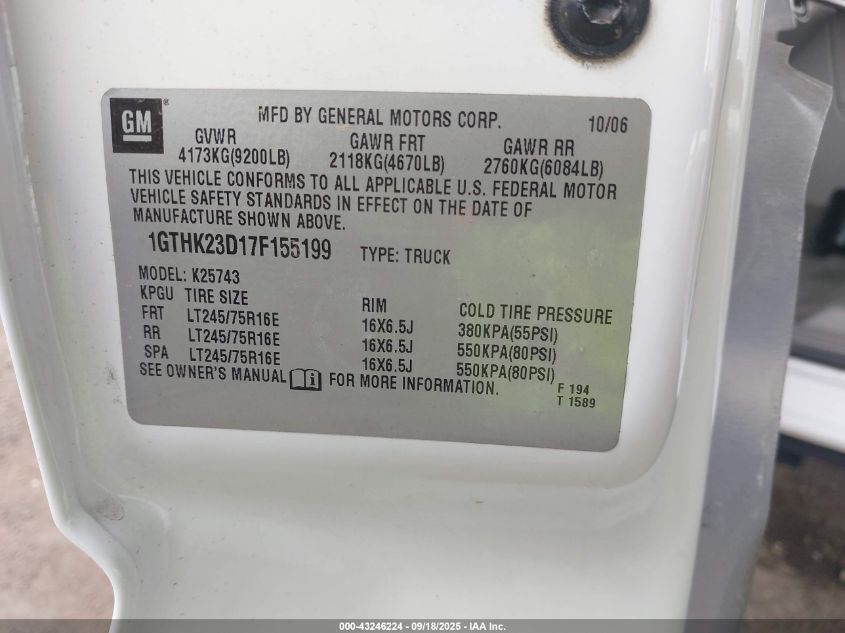 GM ®
MFD BY GENERAL MOTORS CORP. 10/06
GVWR GAWR FRT GAWR RR
4173KG(9200LB) 2118KG(4670LB) 2760KG(6084LB)
THIS VEHICLE CONFORMS TO ALL APPLICABLE U.S. FEDERAL MOTOR
VEHICLE SAFETY STANDARDS IN EFFECT ON THE DATE OF
MANUFACTURE SHOWN ABOVE.
1GTHK23D17F155199 TYPE: TRUCK
MODEL: K25743
KPGU TIRE SIZE RIM COLD TIRE PRESSURE
FRT LT245/75R16E 16X6.5J 380KPA(55PSI)
RR LT245/75R16E 16X6.5J 550KPA(80PSI)
SPA LT245/75R16E 16X6.5J 550KPA(80PSI)
SEE OWNER'S MANUAL FOR MORE INFORMATION.
F 194
T 1589
000-43246224 - 09/18/2025 - IAA Inc.